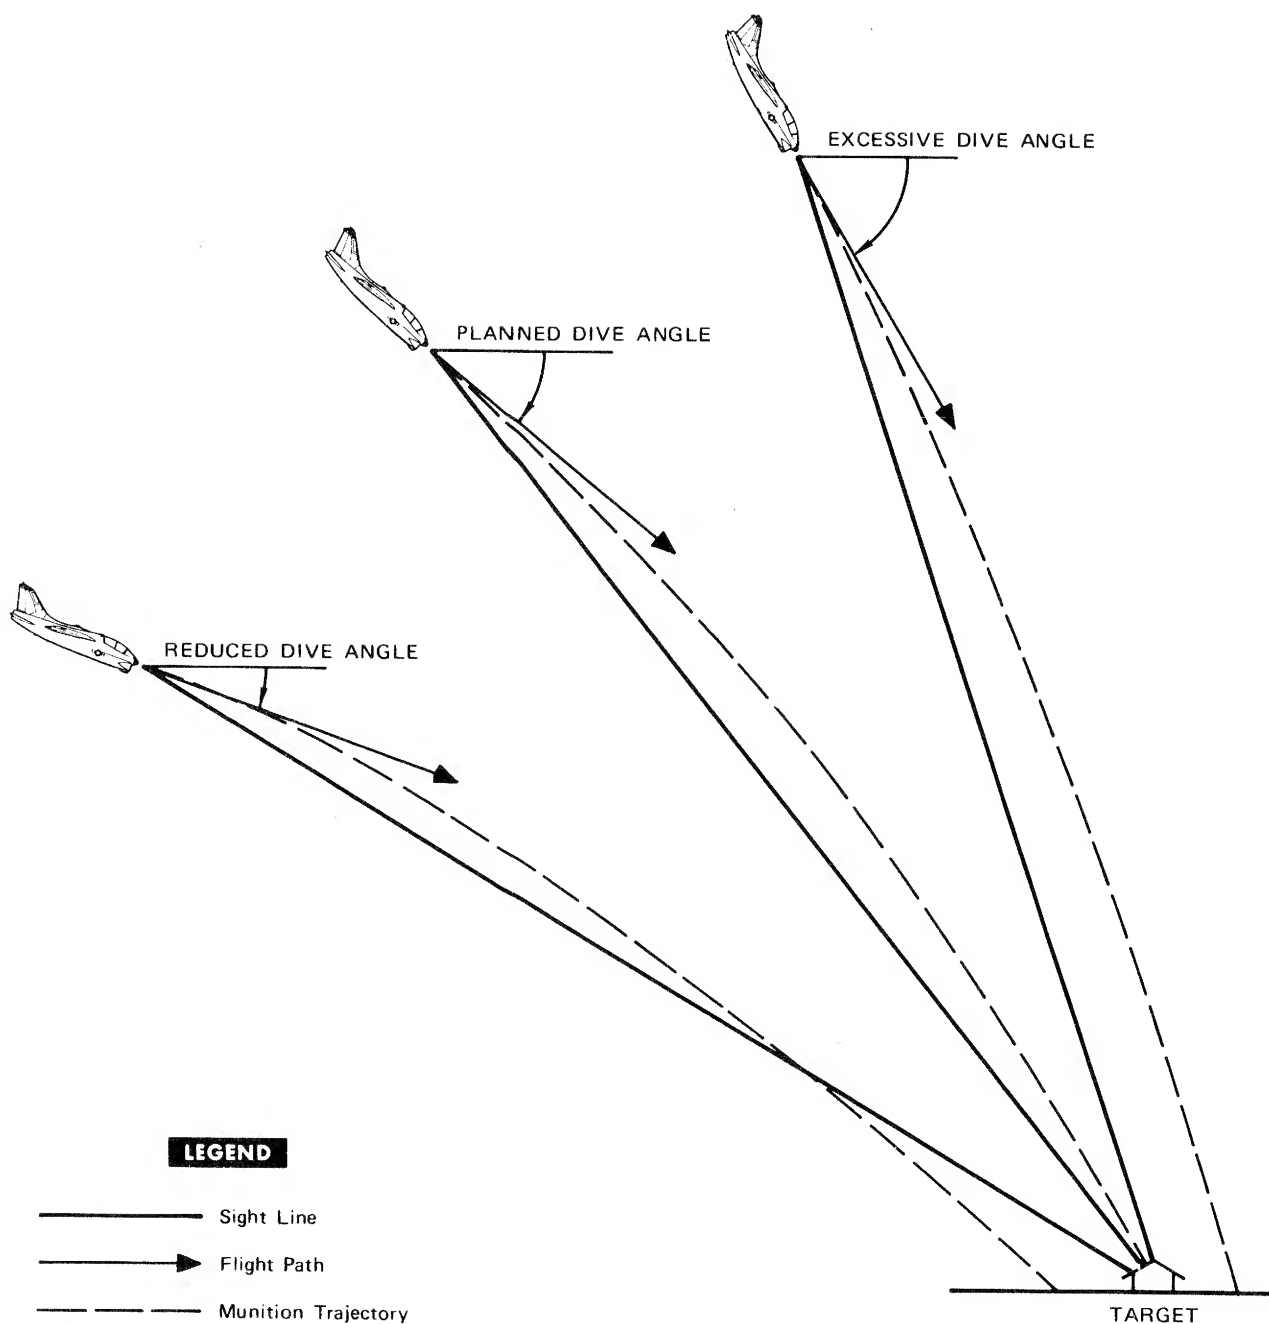 EXCESSIVE DIVE ANGLE
PLANNED DIVE ANGLE
REDUCED DIVE ANGLE
LEGEND
Sight Line
Flight Path
Munition Trajectory
TARGET